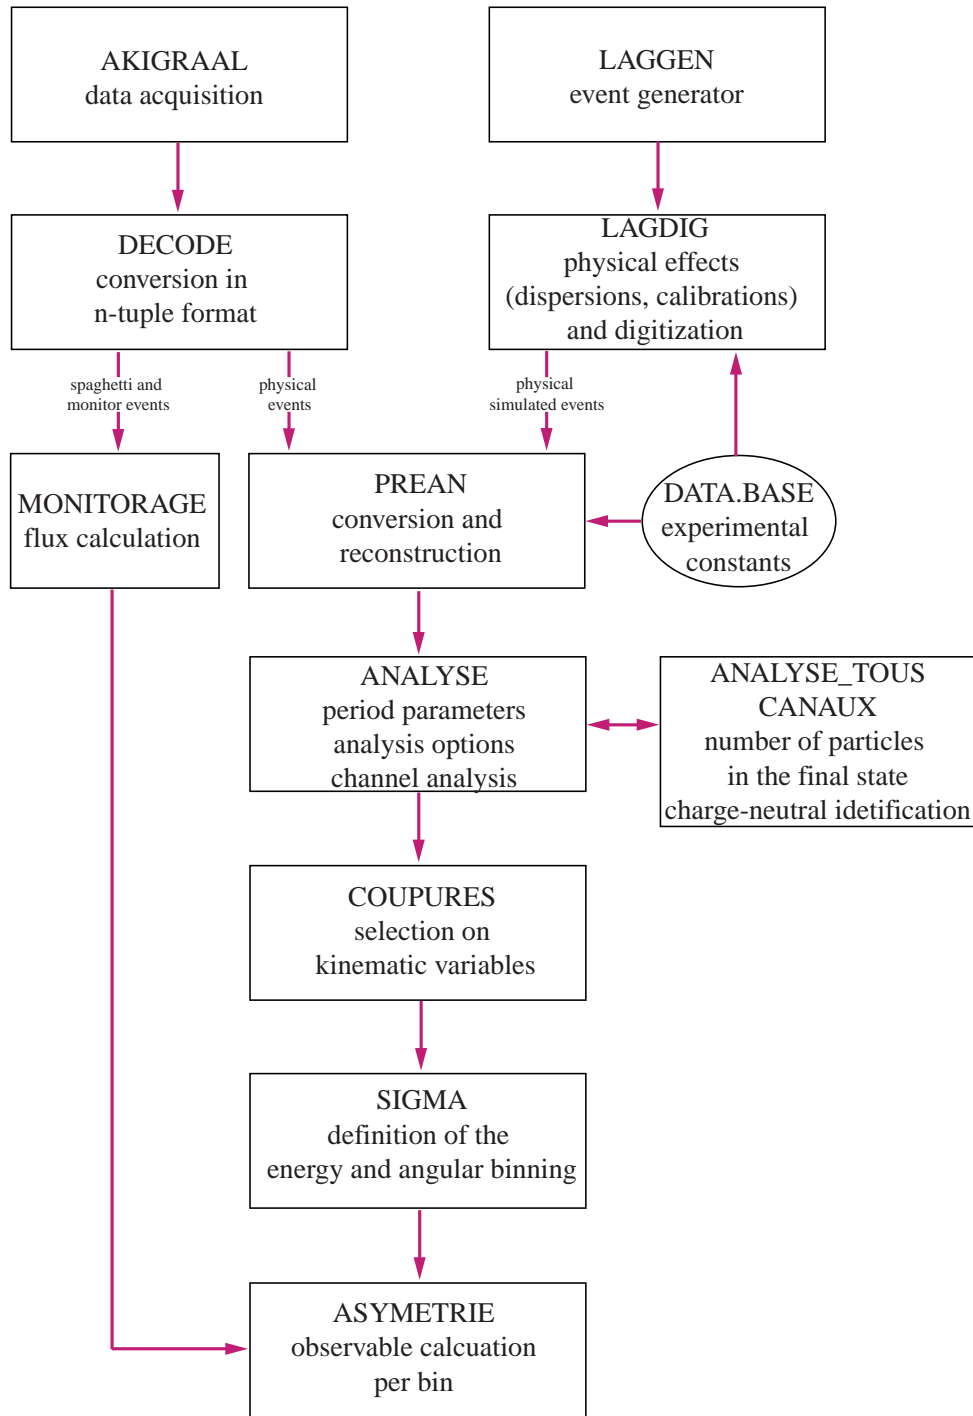 AKIGRAAL
data acquisition
LAGGEN
event generator
DECODE
conversion in
n-tuple format
LAGDIG
physical effects
(dispersions, calibrations)
and digitization
spaghetti and
monitor events
physical
events
physical
simulated events
MONITORAGE
flux calculation
PREAN
conversion and
reconstruction
DATA.BASE
experimental
constants
ANALYSE
period parameters
analysis options
channel analysis
ANALYSE_TOUS
CANAUX
number of particles
in the final state
charge-neutral idetification
COUPURES
selection on
kinematic variables
SIGMA
definition of the
energy and angular binning
ASYMETRIE
observable calcuation
per bin